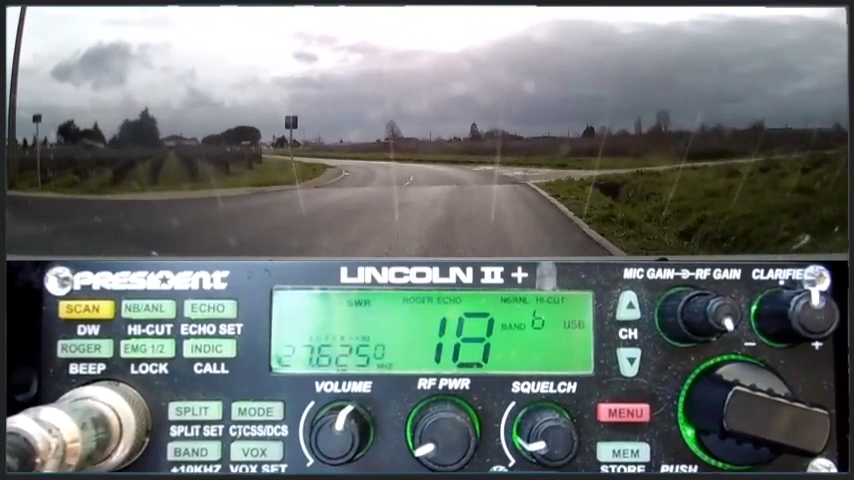 PRESIDENT
LINCOLN II +
MIC GAIN RF GAIN CLARIFIE
SCAN NB/ANL ECHO
DW HI-CUT ECHO SET
ROGER EMG 1/2 INDIC
BEEP LOCK CALL
SWR ROGER ECHO NB/ANL HI-CUT
18 BAND b USB
27.6250 MHZ
CH
- +
VOLUME RF PWR SQUELCH
SPLIT MODE
SPLIT SET CTCSS/DCS
BAND VOX
+10KHZ VOX SET
MENU
MEM
STORE PUSH